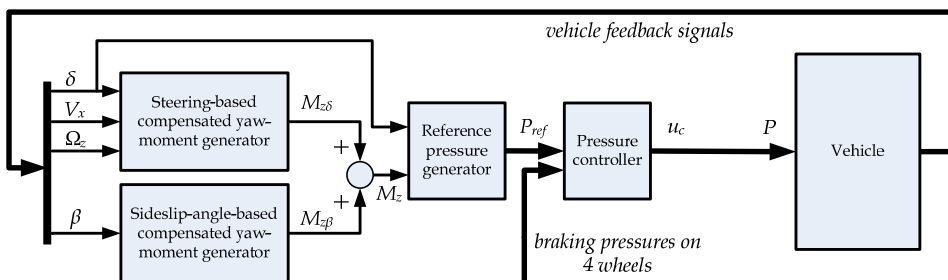 vehicle feedback signals
δ
V_x
Ω_z
β
Steering-based
compensated yaw-
moment generator
Sideslip-angle-based
compensated yaw-
moment generator
M_zδ
+
+
M_zβ
M_z
Reference
pressure
generator
P_ref
Pressure
controller
u_c
P
Vehicle
braking pressures on
4 wheels